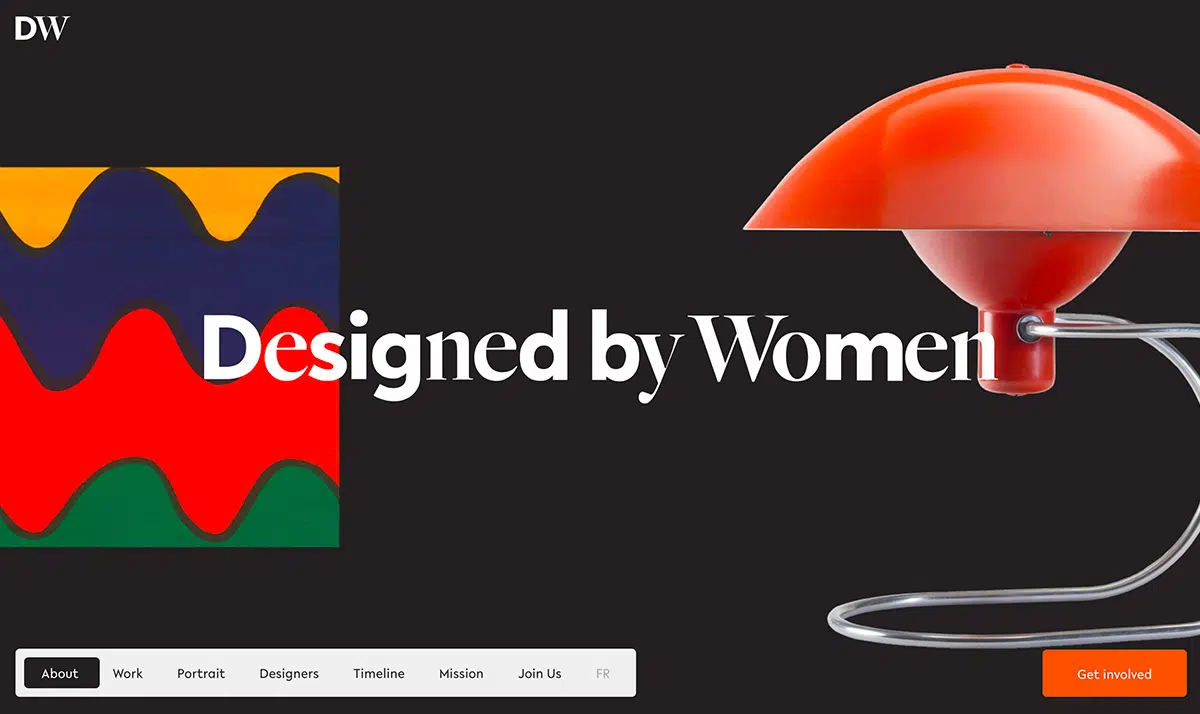 DW
Designed by Women
About Work Portrait Designers Timeline Mission Join Us FR
Get involved